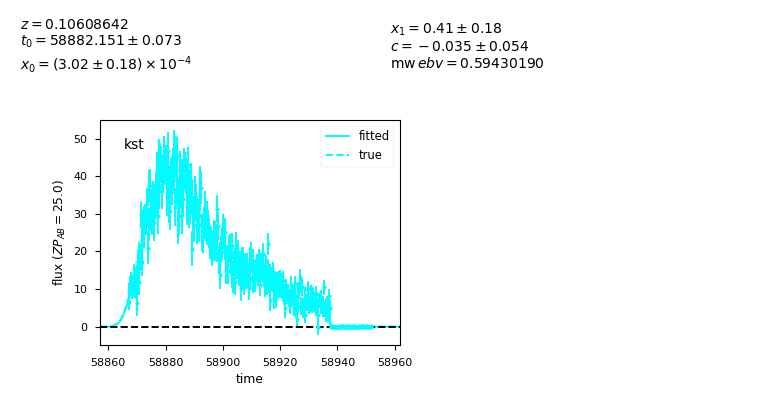 z = 0.10608642
t₀ = 58882.151 ± 0.073
x₀ = (3.02 ± 0.18) × 10⁻⁴
x₁ = 0.41 ± 0.18
c = −0.035 ± 0.054
mw ebv = 0.59430190
kst
fitted
true
flux (ZP_AB = 25.0)
50
40
30
20
10
0
58860 58880 58900 58920 58940 58960
time